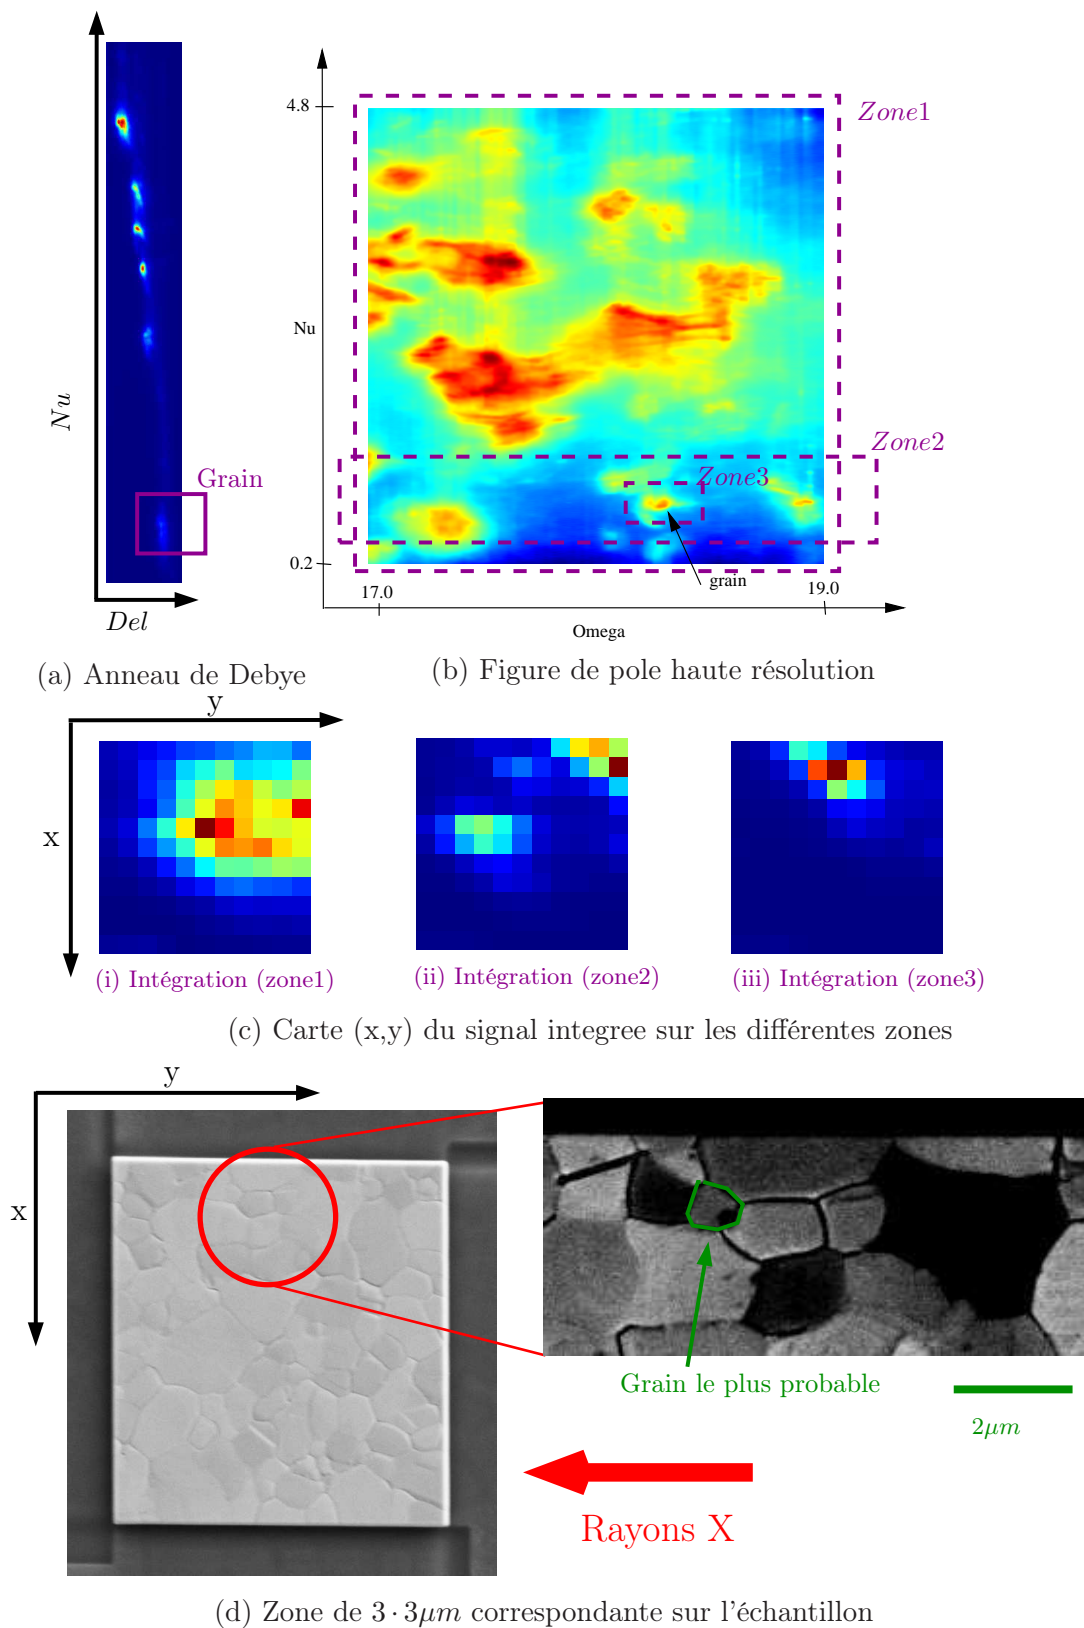 Nu
Grain
Del
(a) Anneau de Debye
4.8
Nu
0.2
17.0
19.0
Omega
Zone1
Zone2
Zone3
grain
(b) Figure de pole haute résolution
y
x
(i) Intégration (zone1)
(ii) Intégration (zone2)
(iii) Intégration (zone3)
(c) Carte (x,y) du signal integree sur les différentes zones
y
x
Grain le plus probable
2µm
Rayons X
(d) Zone de 3 · 3µm correspondante sur l'échantillon